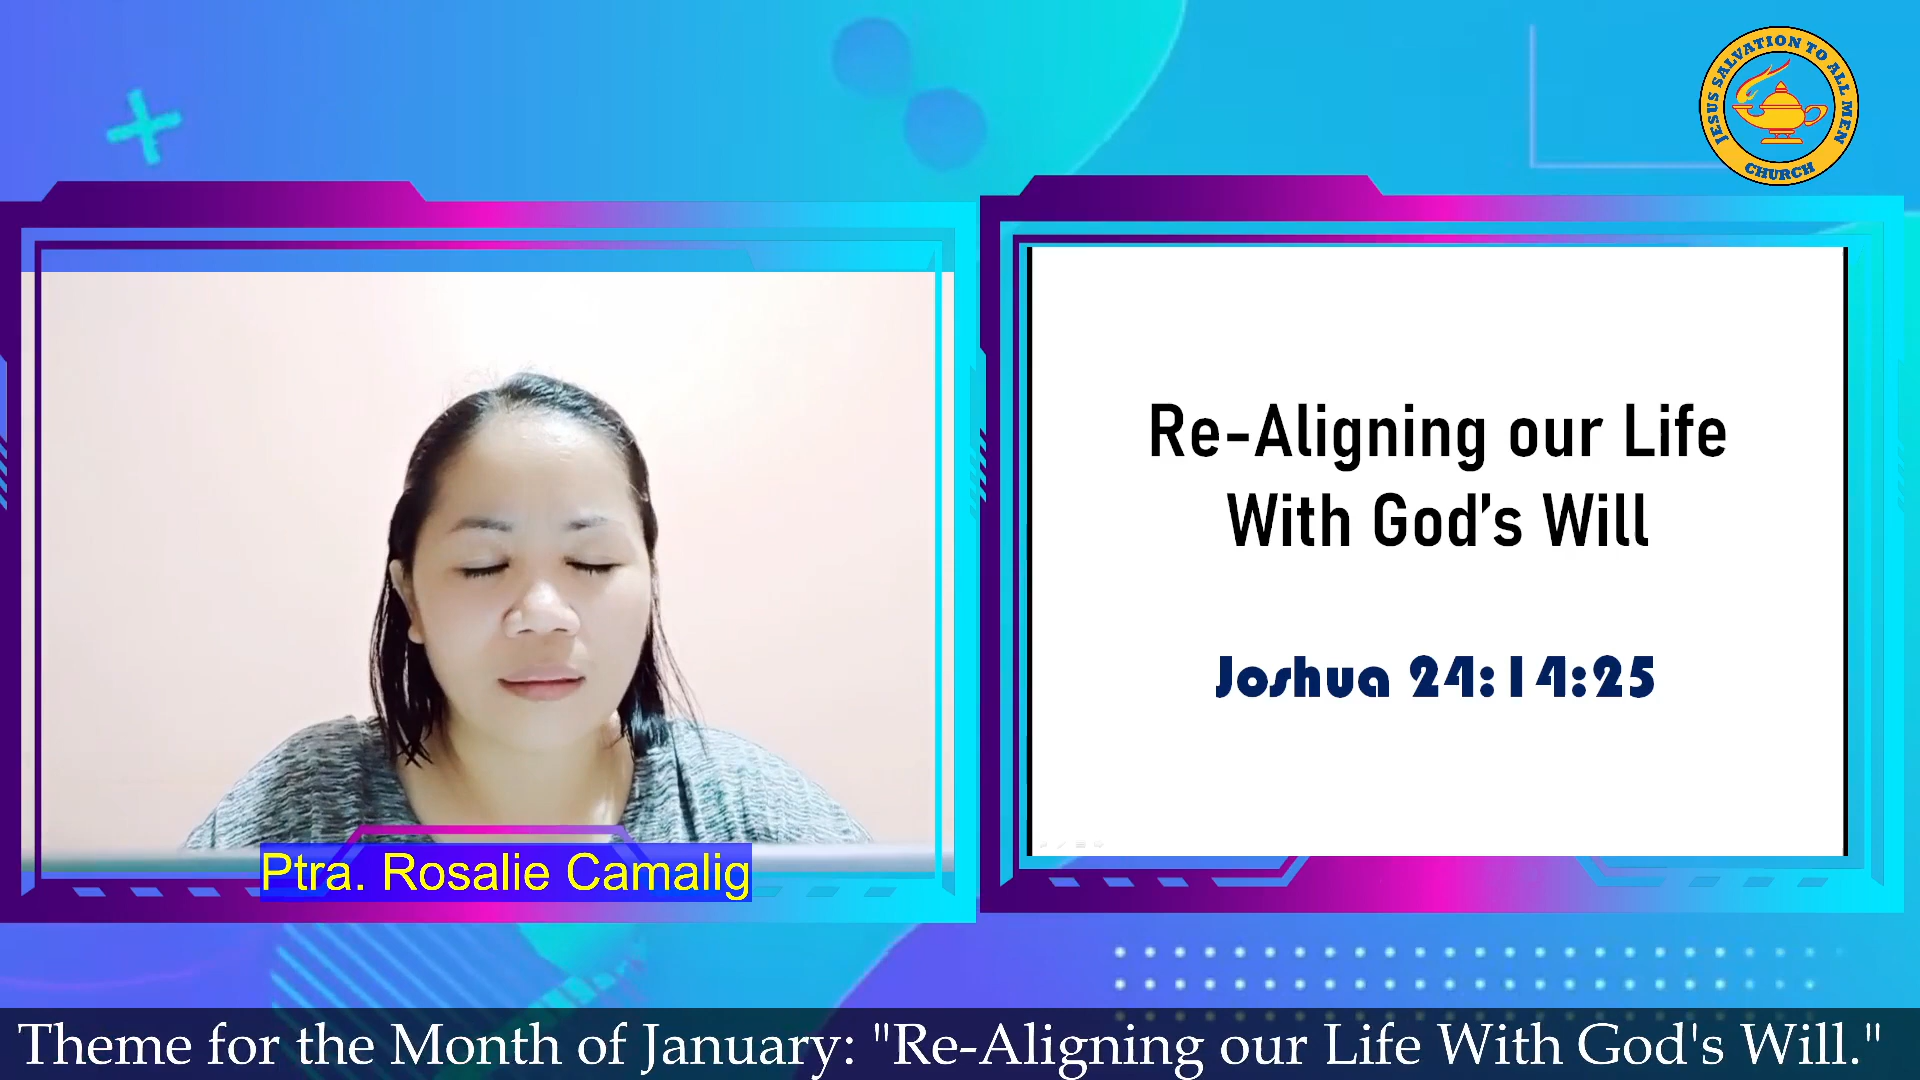 JESUS SALVATION TO ALL MEN
CHURCH
Re-Aligning our Life
With God’s Will
Joshua 24:14:25
Ptra. Rosalie Camalig
Theme for the Month of January: "Re-Aligning our Life With God's Will."